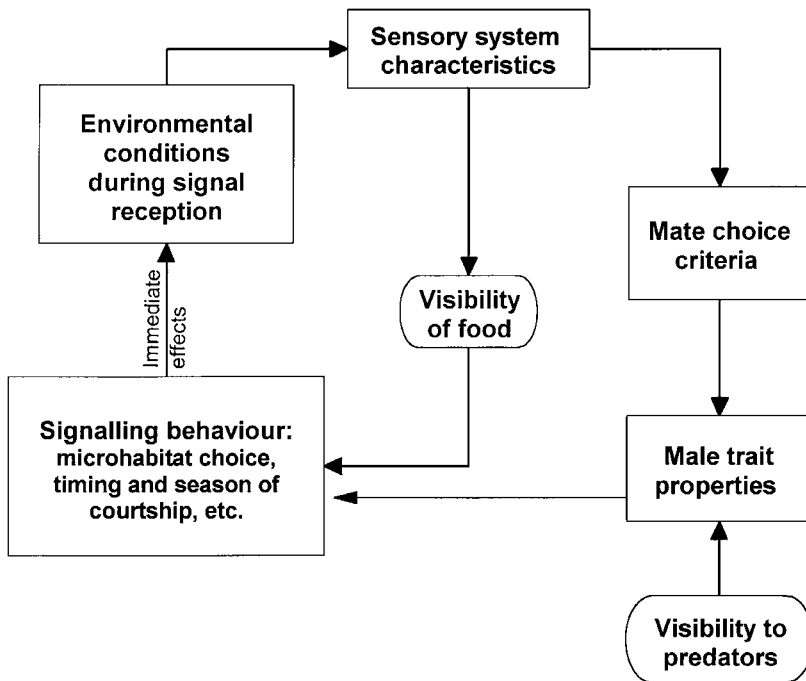 Sensory system
characteristics
Environmental
conditions
during signal
reception
Mate choice
criteria
Visibility
of food
Immediate
effects
Signalling behaviour:
microhabitat choice,
timing and season of
courtship, etc.
Male trait
properties
Visibility to
predators